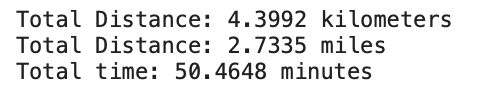 Total Distance: 4.3992 kilometers
Total Distance: 2.7335 miles
Total time: 50.4648 minutes